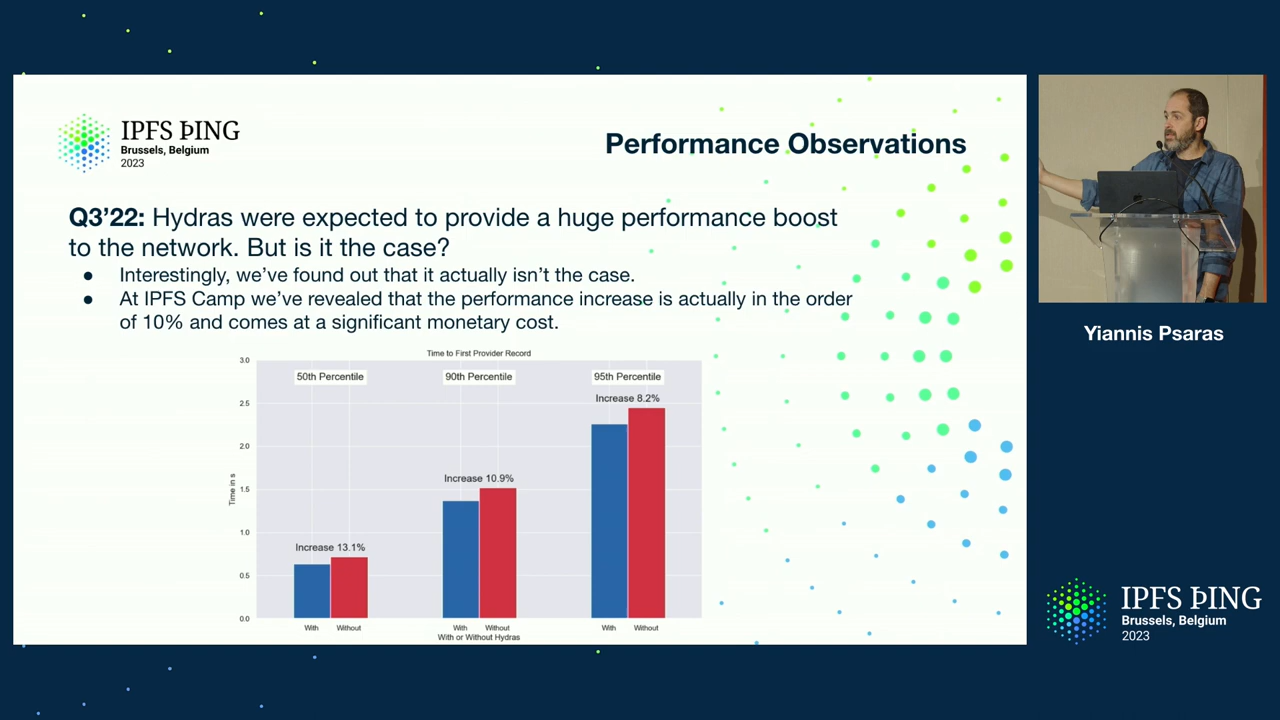 IPFS ÞING
Brussels, Belgium
2023
Performance Observations
Q3’22: Hydras were expected to provide a huge performance boost
to the network. But is it the case?
● Interestingly, we’ve found out that it actually isn’t the case.
● At IPFS Camp we’ve revealed that the performance increase is actually in the order
of 10% and comes at a significant monetary cost.
Time to First Provider Record
3.0
2.5
2.0
1.5
1.0
0.5
0.0
Time in s
50th Percentile
90th Percentile
95th Percentile
Increase 13.1%
Increase 10.9%
Increase 8.2%
With Without
With Without
With Without
With or Without Hydras
Yiannis Psaras
IPFS ÞING
Brussels, Belgium
2023